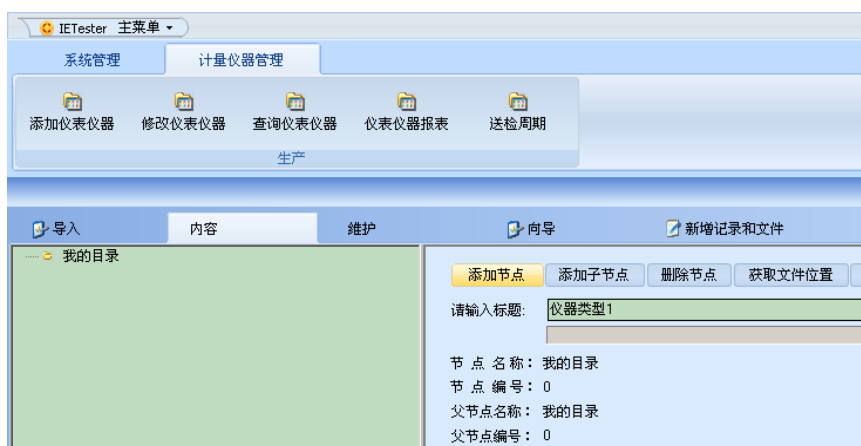 IETester 主菜单
系统管理 计量仪器管理
添加仪表仪器 修改仪表仪器 查询仪表仪器 仪表仪器报表 送检周期
生产
导入 内容 维护 向导 新增记录和文件
我的目录
添加节点 添加子节点 删除节点 获取文件位置
请输入标题: 仪器类型1
节 点 名 称： 我的目录
节 点 编 号： 0
父节点名称： 我的目录
父节点编号： 0